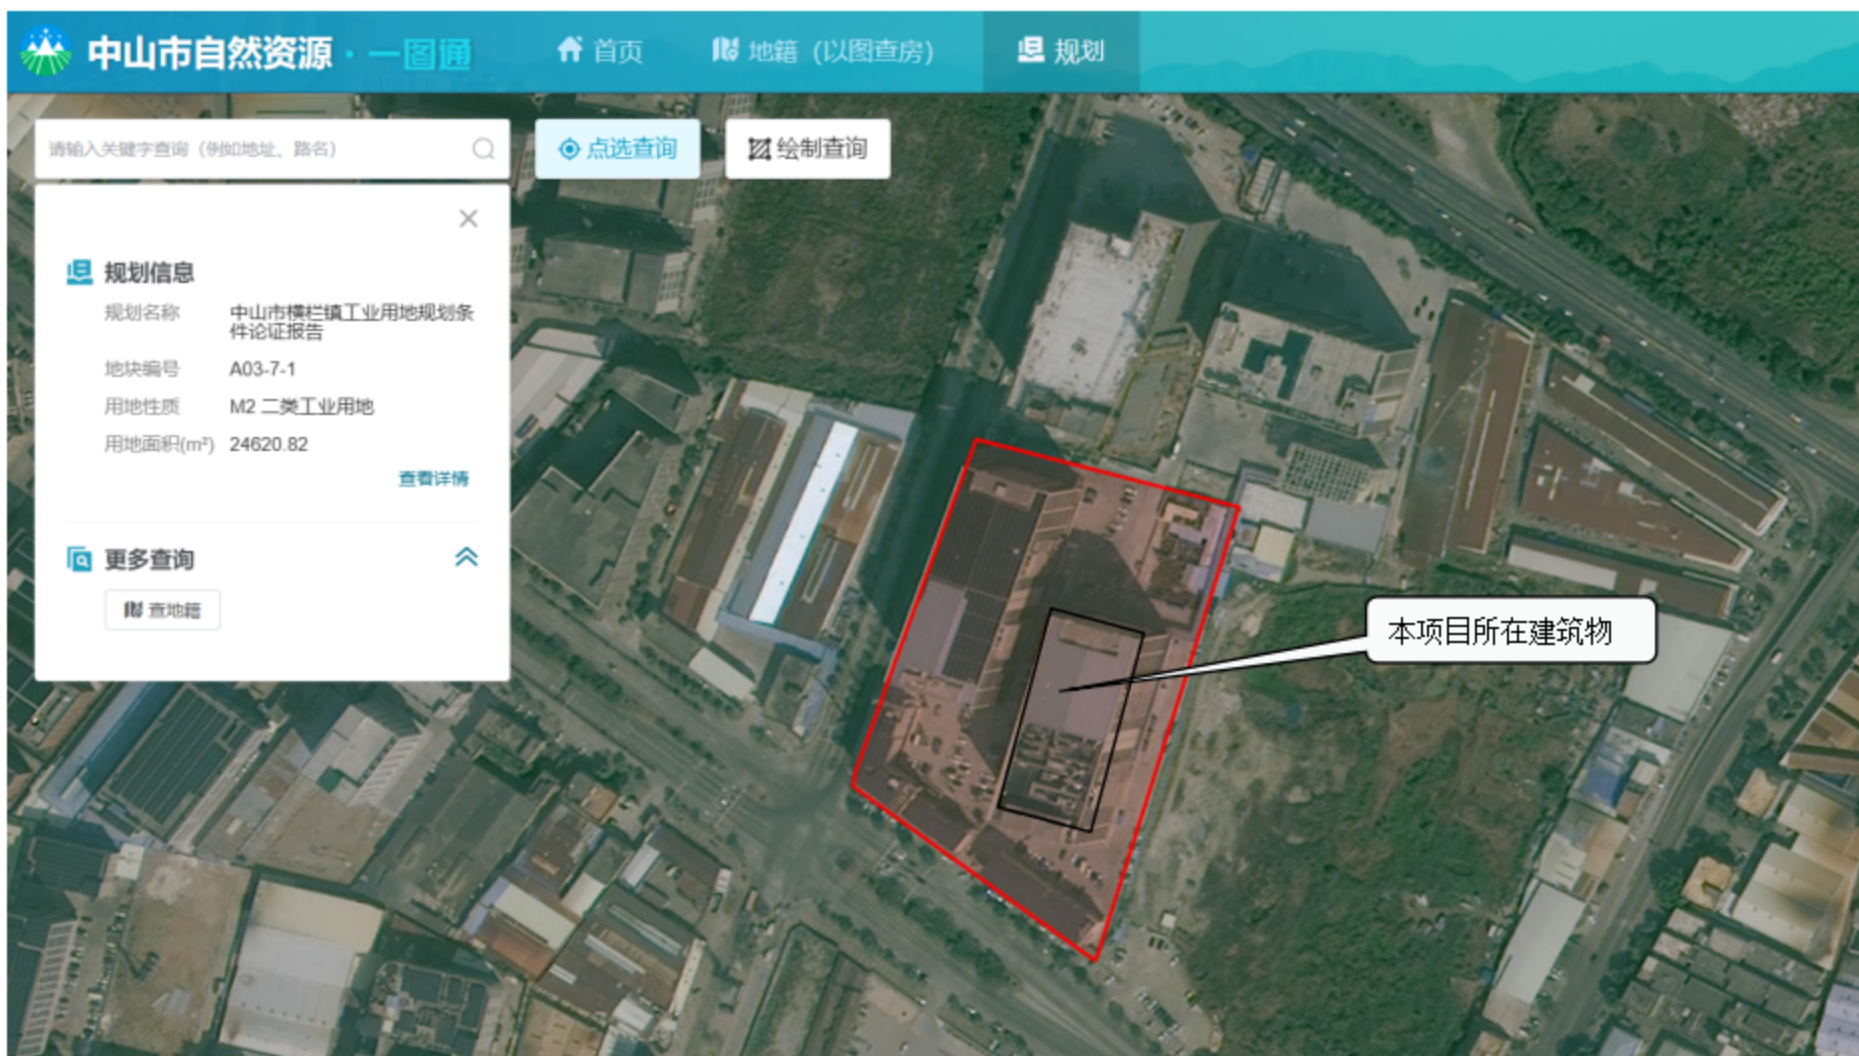 中山市自然资源·一图通
首页
地籍（以图查房）
规划
请输入关键字查询（例如地址、路名）
点选查询
绘制查询
规划信息
规划名称 中山市横栏镇工业用地规划条
件论证报告
地块编号 A03-7-1
用地性质 M2 二类工业用地
用地面积(m²) 24620.82
查看详情
更多查询
查地籍
本项目所在建筑物